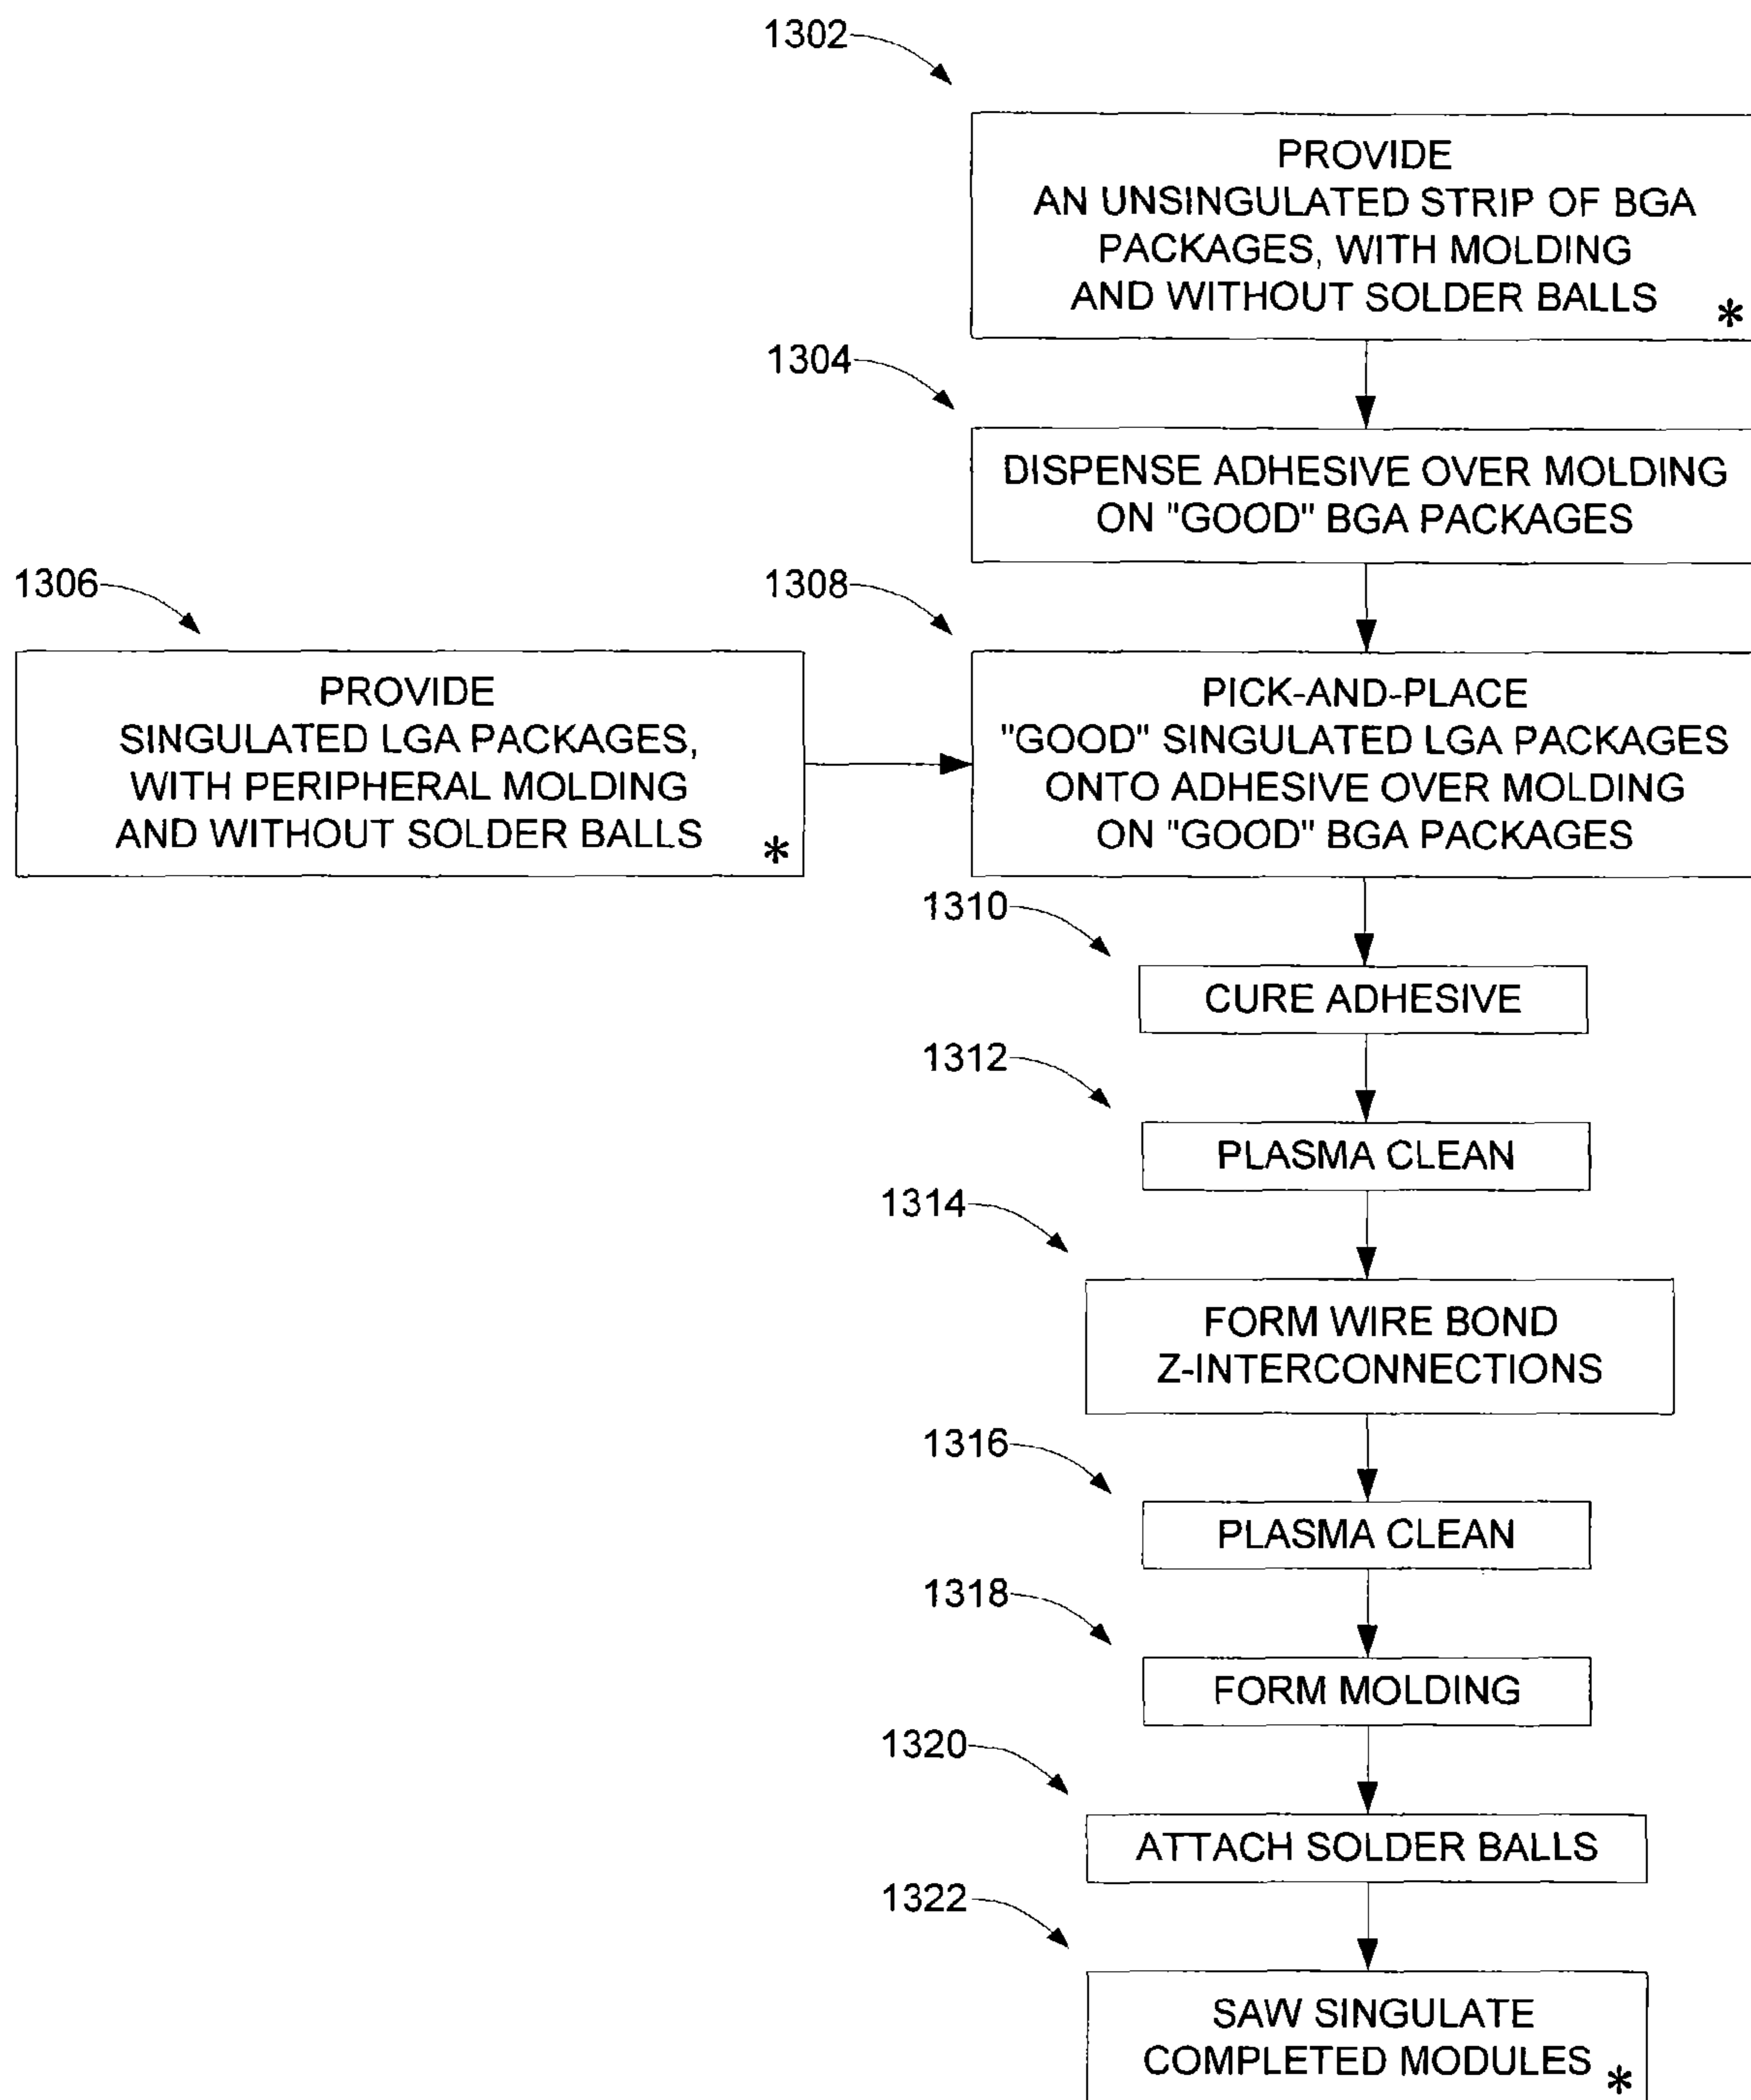 1302
PROVIDE
AN UNSINGULATED STRIP OF BGA
PACKAGES, WITH MOLDING
AND WITHOUT SOLDER BALLS *
1304
DISPENSE ADHESIVE OVER MOLDING
ON "GOOD" BGA PACKAGES
1306
PROVIDE
SINGULATED LGA PACKAGES,
WITH PERIPHERAL MOLDING
AND WITHOUT SOLDER BALLS *
1308
PICK-AND-PLACE
"GOOD" SINGULATED LGA PACKAGES
ONTO ADHESIVE OVER MOLDING
ON "GOOD" BGA PACKAGES
1310
CURE ADHESIVE
1312
PLASMA CLEAN
1314
FORM WIRE BOND
Z-INTERCONNECTIONS
1316
PLASMA CLEAN
1318
FORM MOLDING
1320
ATTACH SOLDER BALLS
1322
SAW SINGULATE
COMPLETED MODULES *